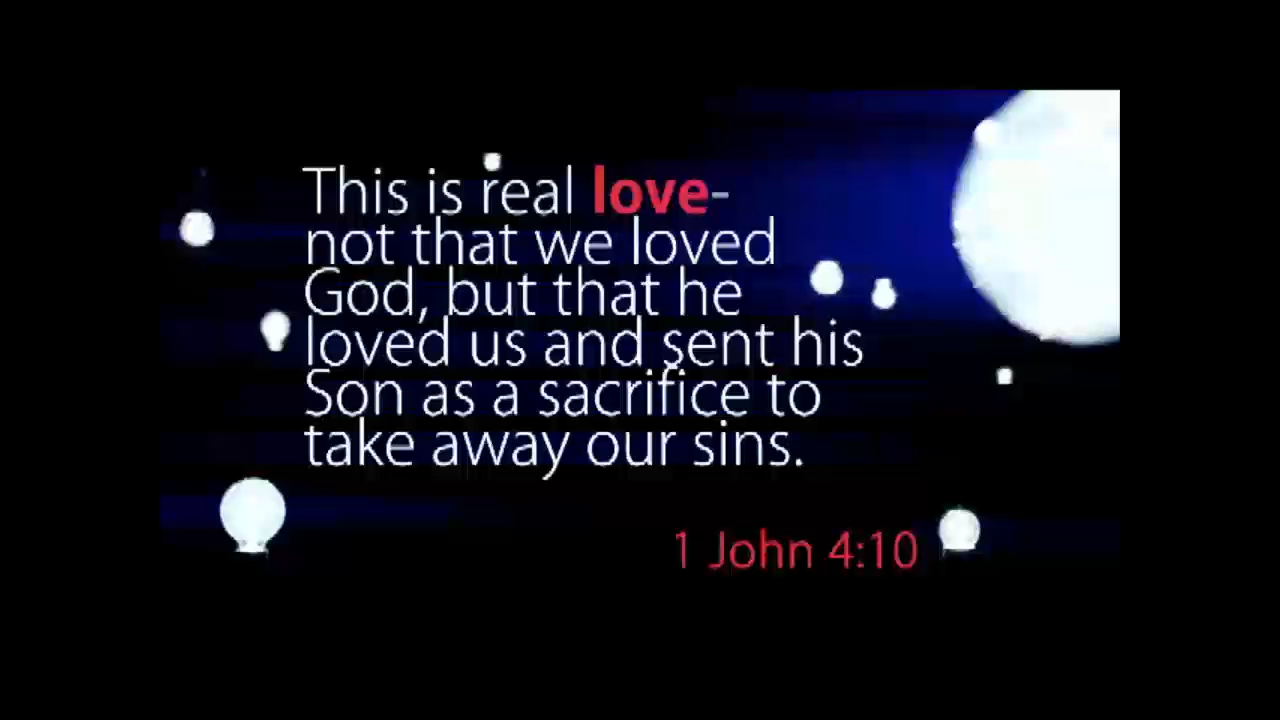 This is real love-
not that we loved
God, but that he
loved us and sent his
Son as a sacrifice to
take away our sins.
1 John 4:10